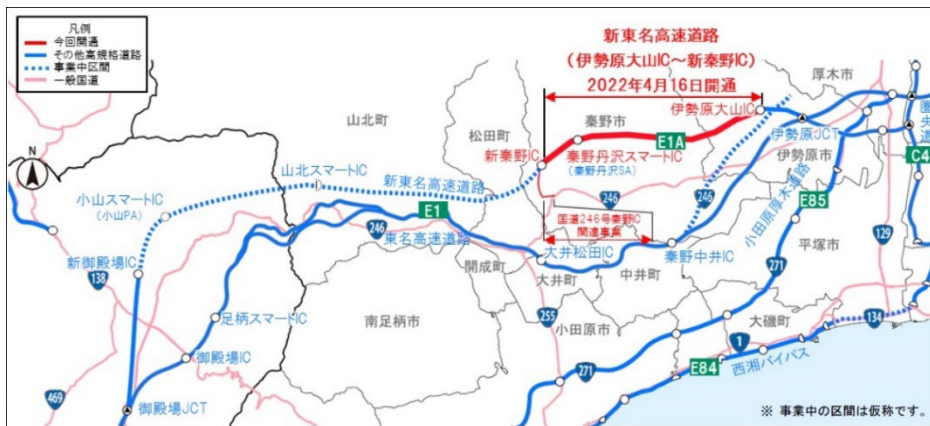 凡例
今回開通
その他高規格道路
事業中区間
一般国道
新東名高速道路
(伊勢原大山IC～新秦野IC)
2022年4月16日開通
厚木市
伊勢原大山IC
圏央道
山北町
松田町
秦野市
伊勢原JCT
E1A
新秦野IC
秦野丹沢スマートIC
(秦野丹沢SA)
伊勢原市
C4
N
山北スマートIC
新東名高速道路
小山スマートIC
(小山PA)
246
246
小田原厚木道路
E85
E1
国道246号秦野IC
関連事業
246
東名高速道路
129
平塚市
新御殿場IC
大井松田IC
秦野中井IC
開成町
大井町
中井町
271
138
足柄スマートIC
南足柄市
255
小田原市
大磯町
134
御殿場IC
1
271
E84
西湘バイパス
469
御殿場JCT
※ 事業中の区間は仮称です。